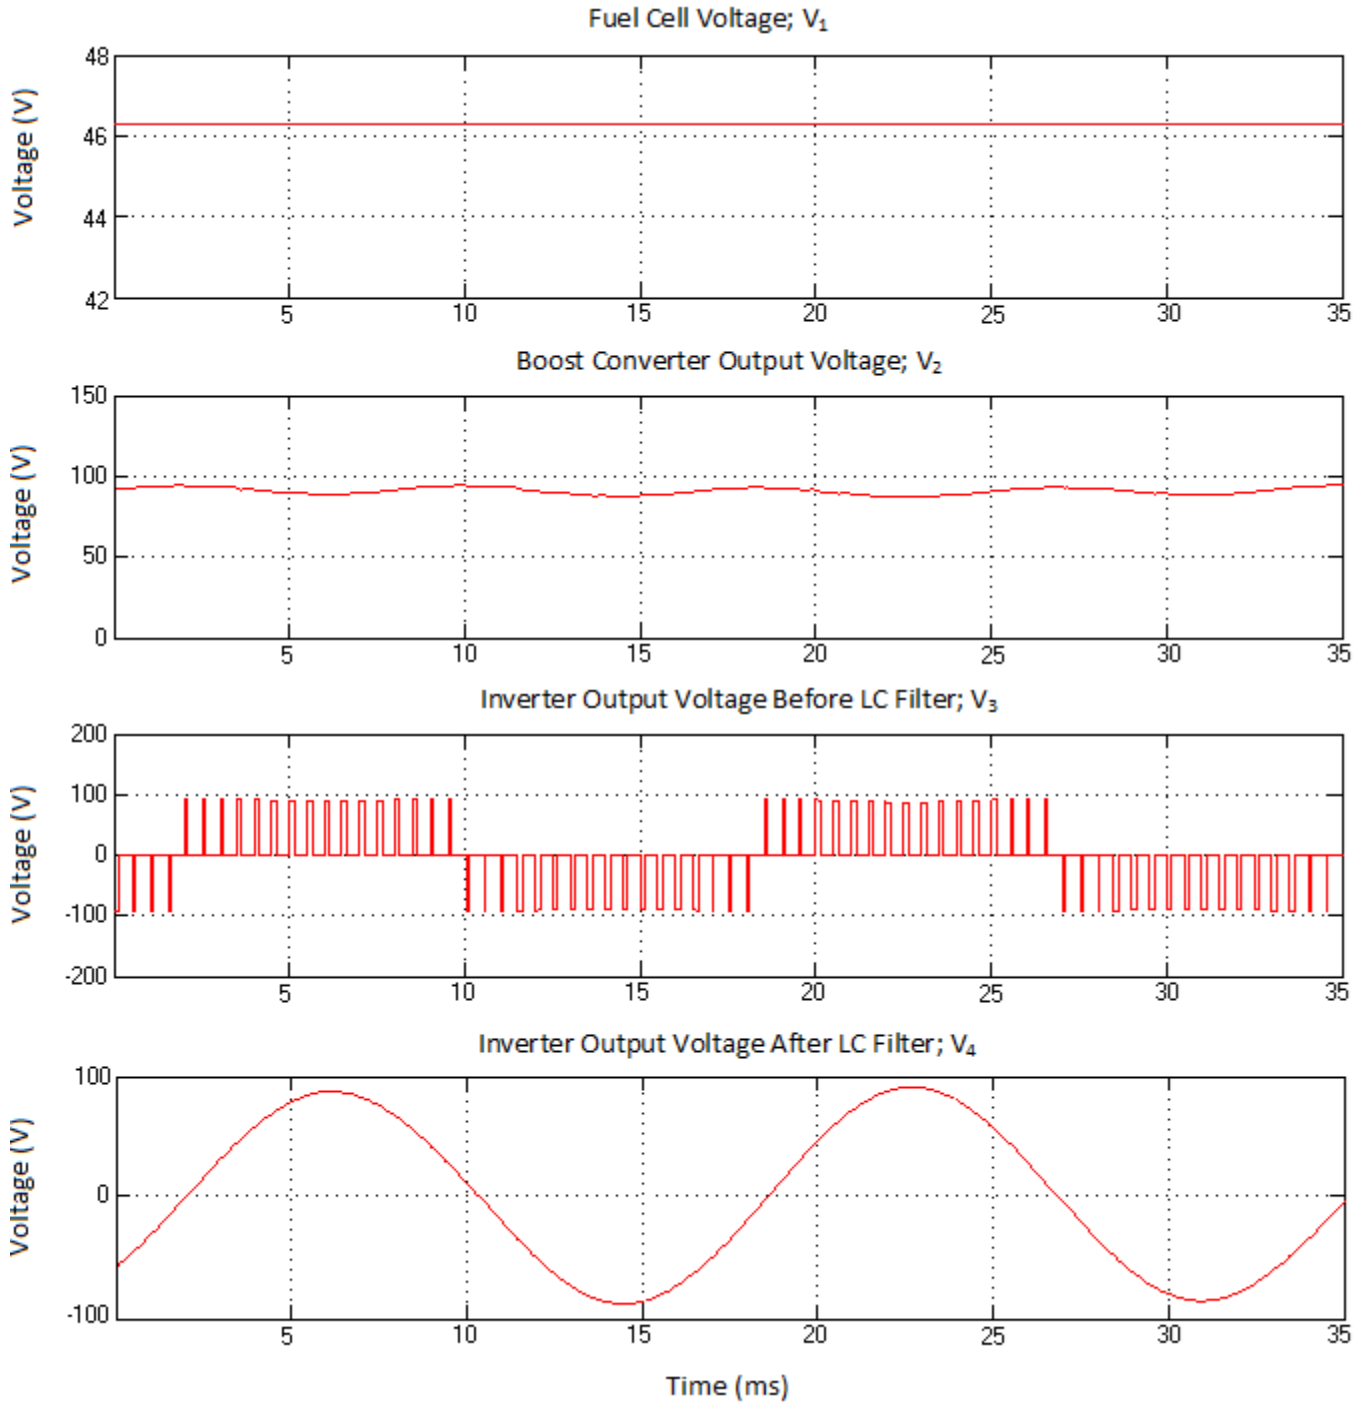 Fuel Cell Voltage; V₁
Voltage (V)
48
46
44
42
5 10 15 20 25 30 35
Boost Converter Output Voltage; V₂
Voltage (V)
150
100
50
0
5 10 15 20 25 30 35
Inverter Output Voltage Before LC Filter; V₃
Voltage (V)
200
100
0
-100
-200
5 10 15 20 25 30 35
Inverter Output Voltage After LC Filter; V₄
Voltage (V)
100
0
-100
5 10 15 20 25 30 35
Time (ms)